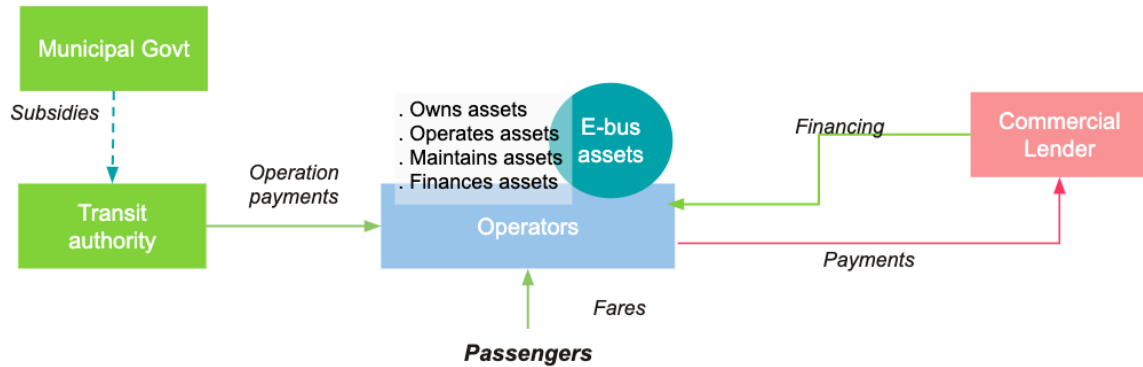 Municipal Govt
Subsidies
. Owns assets
. Operates assets
. Maintains assets
. Finances assets
E-bus
assets
Financing
Commercial
Lender
Operation
payments
Transit
authority
Operators
Payments
Fares
Passengers